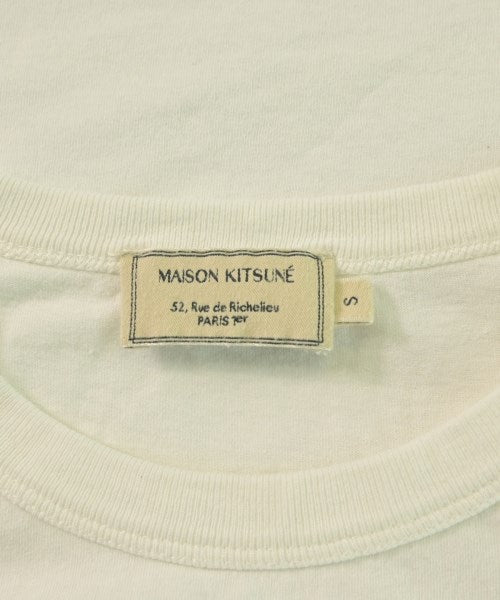 MAISON KITSUNÉ
52, Rue de Richelieu
PARIS 1er
S